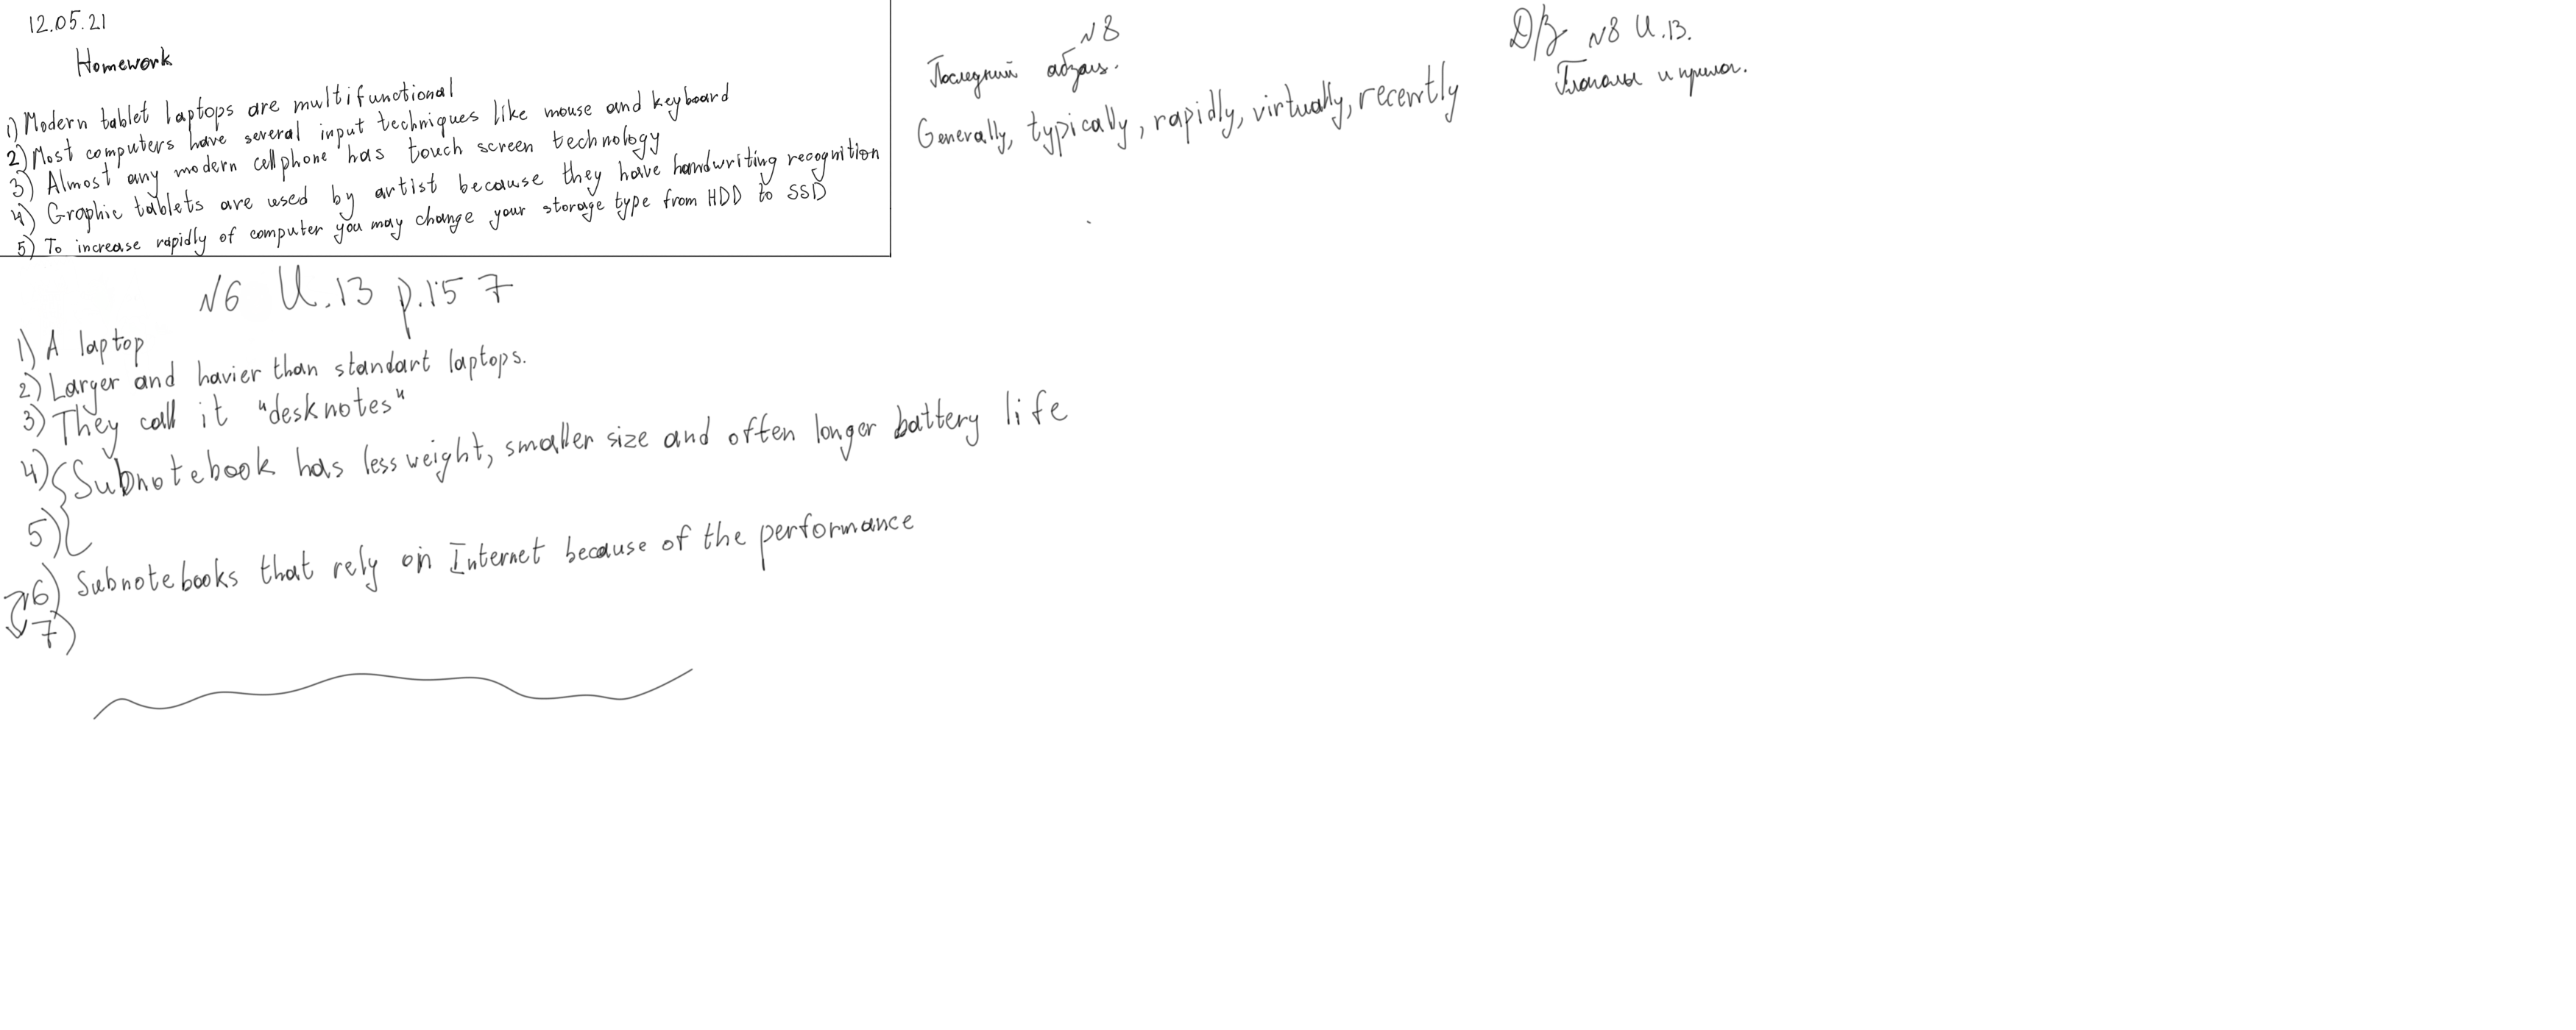 12.05.21
Homework
1) Modern tablet laptops are multifunctional
2) Most computers have several input techniques like mouse and keyboard
3) Almost any modern cellphone has touch screen technology
4) Graphic tablets are used by artist because they have handwriting recognition
5) To increase rapidly of computer you may change your storage type from HDD to SSD
№6 U.13 p.157
1) A laptop
2) Larger and havier than standart laptops.
3) They call it "desknotes"
4) Subnotebook has less weight, smaller size and often longer battery life
5)
6) Subnotebooks that rely on Internet because of the performance
7)
№8
Последний абзац.
Generally, typically, rapidly, virtually, recently
Д/з №8 U.13.
Глаголы и прилаг.